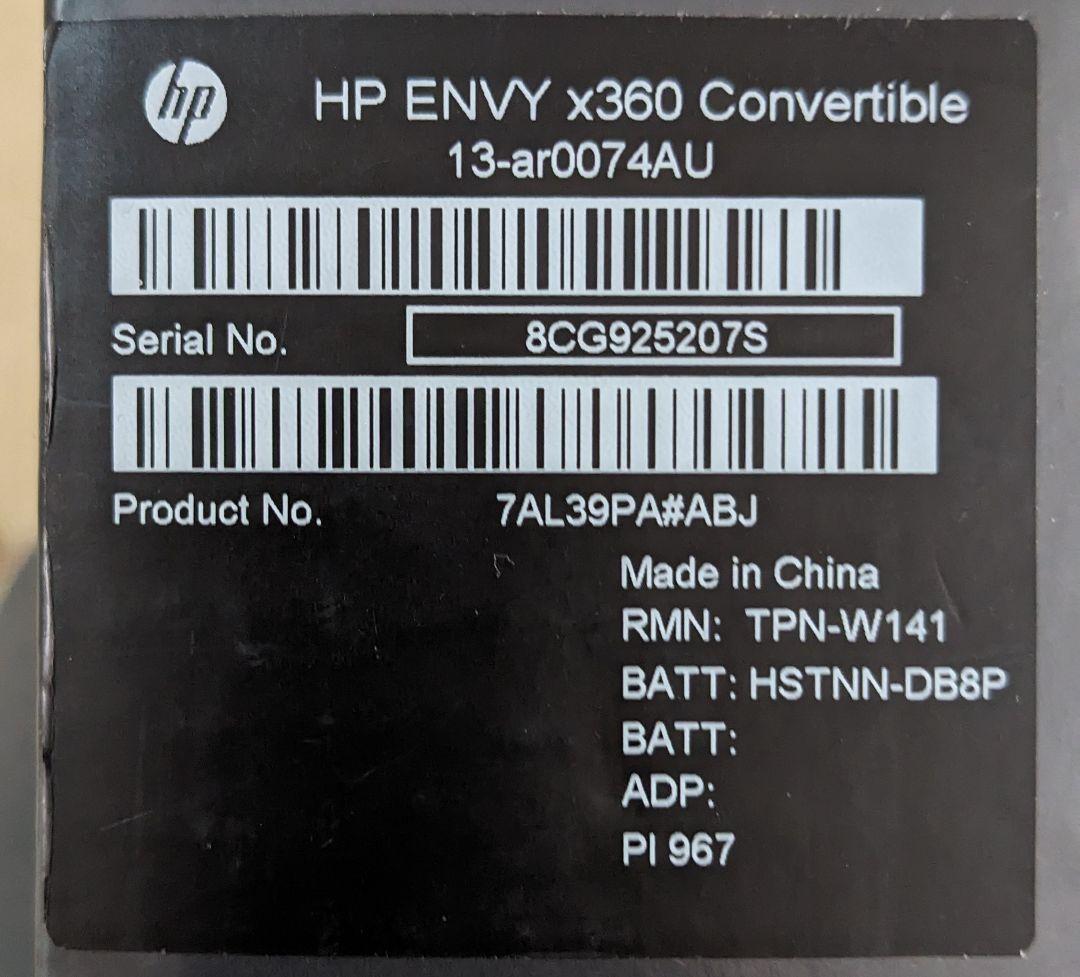 hp
HP ENVY x360 Convertible
13-ar0074AU
Serial No. 8CG925207S
Product No. 7AL39PA#ABJ
Made in China
RMN: TPN-W141
BATT: HSTNN-DB8P
BATT:
ADP:
PI 967